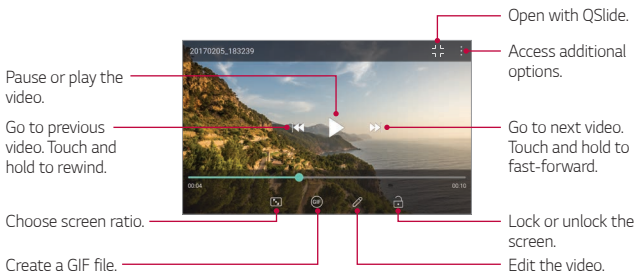 Open with QSlide.
20170205_183239
Access additional
options.
Pause or play the
video.
Go to previous
video. Touch and
hold to rewind.
Go to next video.
Touch and hold to
fast-forward.
00:04
00:10
GIF
Choose screen ratio.
Lock or unlock the
screen.
Create a GIF file.
Edit the video.